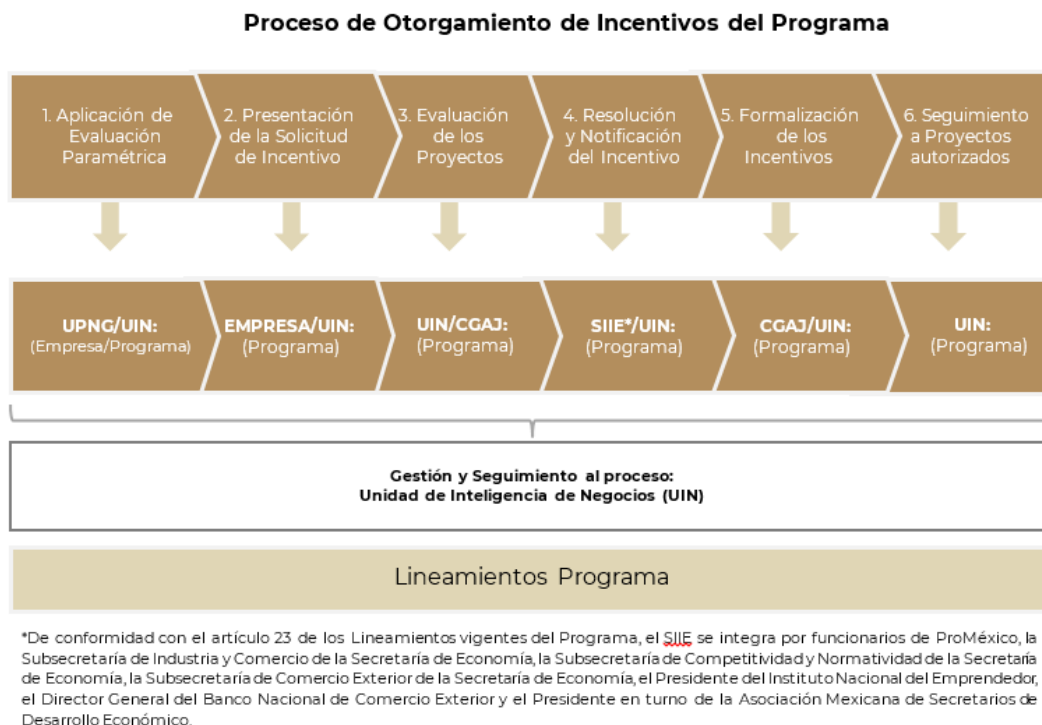 Proceso de Otorgamiento de Incentivos del Programa
1. Aplicación de
Evaluación
Paramétrica
2. Presentación
de la Solicitud
de Incentivo
3. Evaluación
de los
Proyectos
4. Resolución
y Notificación
del Incentivo
5. Formalización
de los
Incentivos
6. Seguimiento
a Proyectos
autorizados
UPNG/UIN:
(Empresa/Programa)
EMPRESA/UIN:
(Programa)
UIN/CGAJ:
(Programa)
SIIE*/UIN:
(Programa)
CGAJ/UIN:
(Programa)
UIN:
(Programa)
Gestión y Seguimiento al proceso:
Unidad de Inteligencia de Negocios (UIN)
Lineamientos Programa
*De conformidad con el artículo 23 de los Lineamientos vigentes del Programa, el SIIE se integra por funcionarios de ProMéxico, la
Subsecretaría de Industria y Comercio de la Secretaría de Economía, la Subsecretaría de Competitividad y Normatividad de la Secretaría
de Economía, la Subsecretaría de Comercio Exterior de la Secretaría de Economía, el Presidente del Instituto Nacional del Emprendedor,
el Director General del Banco Nacional de Comercio Exterior y el Presidente en turno de la Asociación Mexicana de Secretarios de
Desarrollo Económico.